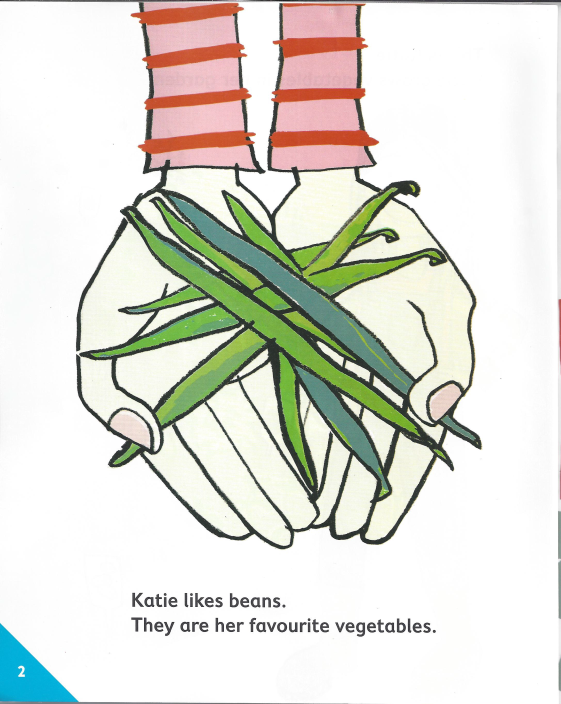 Katie likes beans.
They are her favourite vegetables.
2